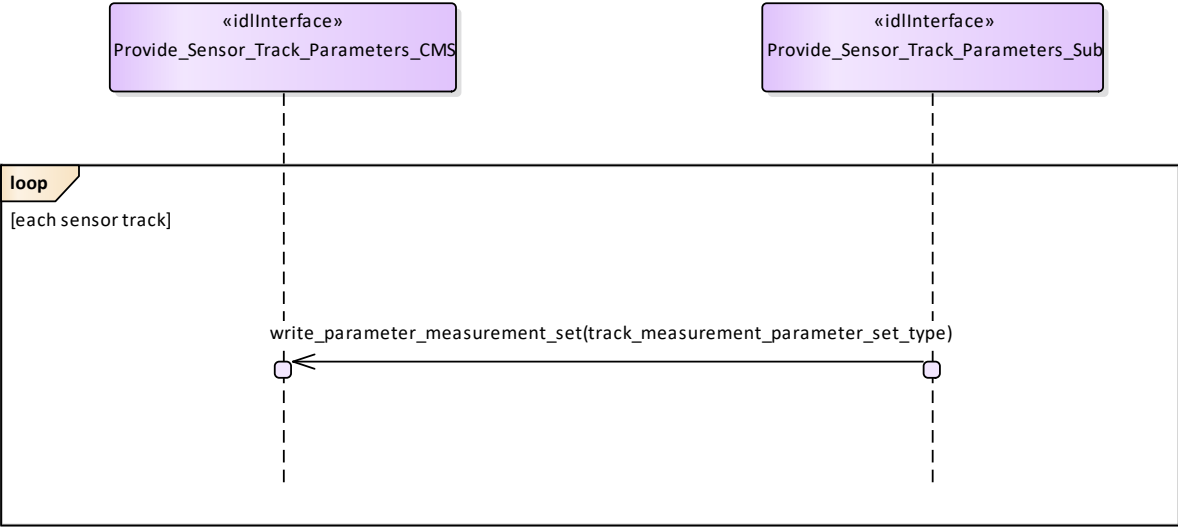 «idlInterface»
Provide_Sensor_Track_Parameters_CMS
«idlInterface»
Provide_Sensor_Track_Parameters_Sub
loop
[each sensor track]
write_parameter_measurement_set(track_measurement_parameter_set_type)